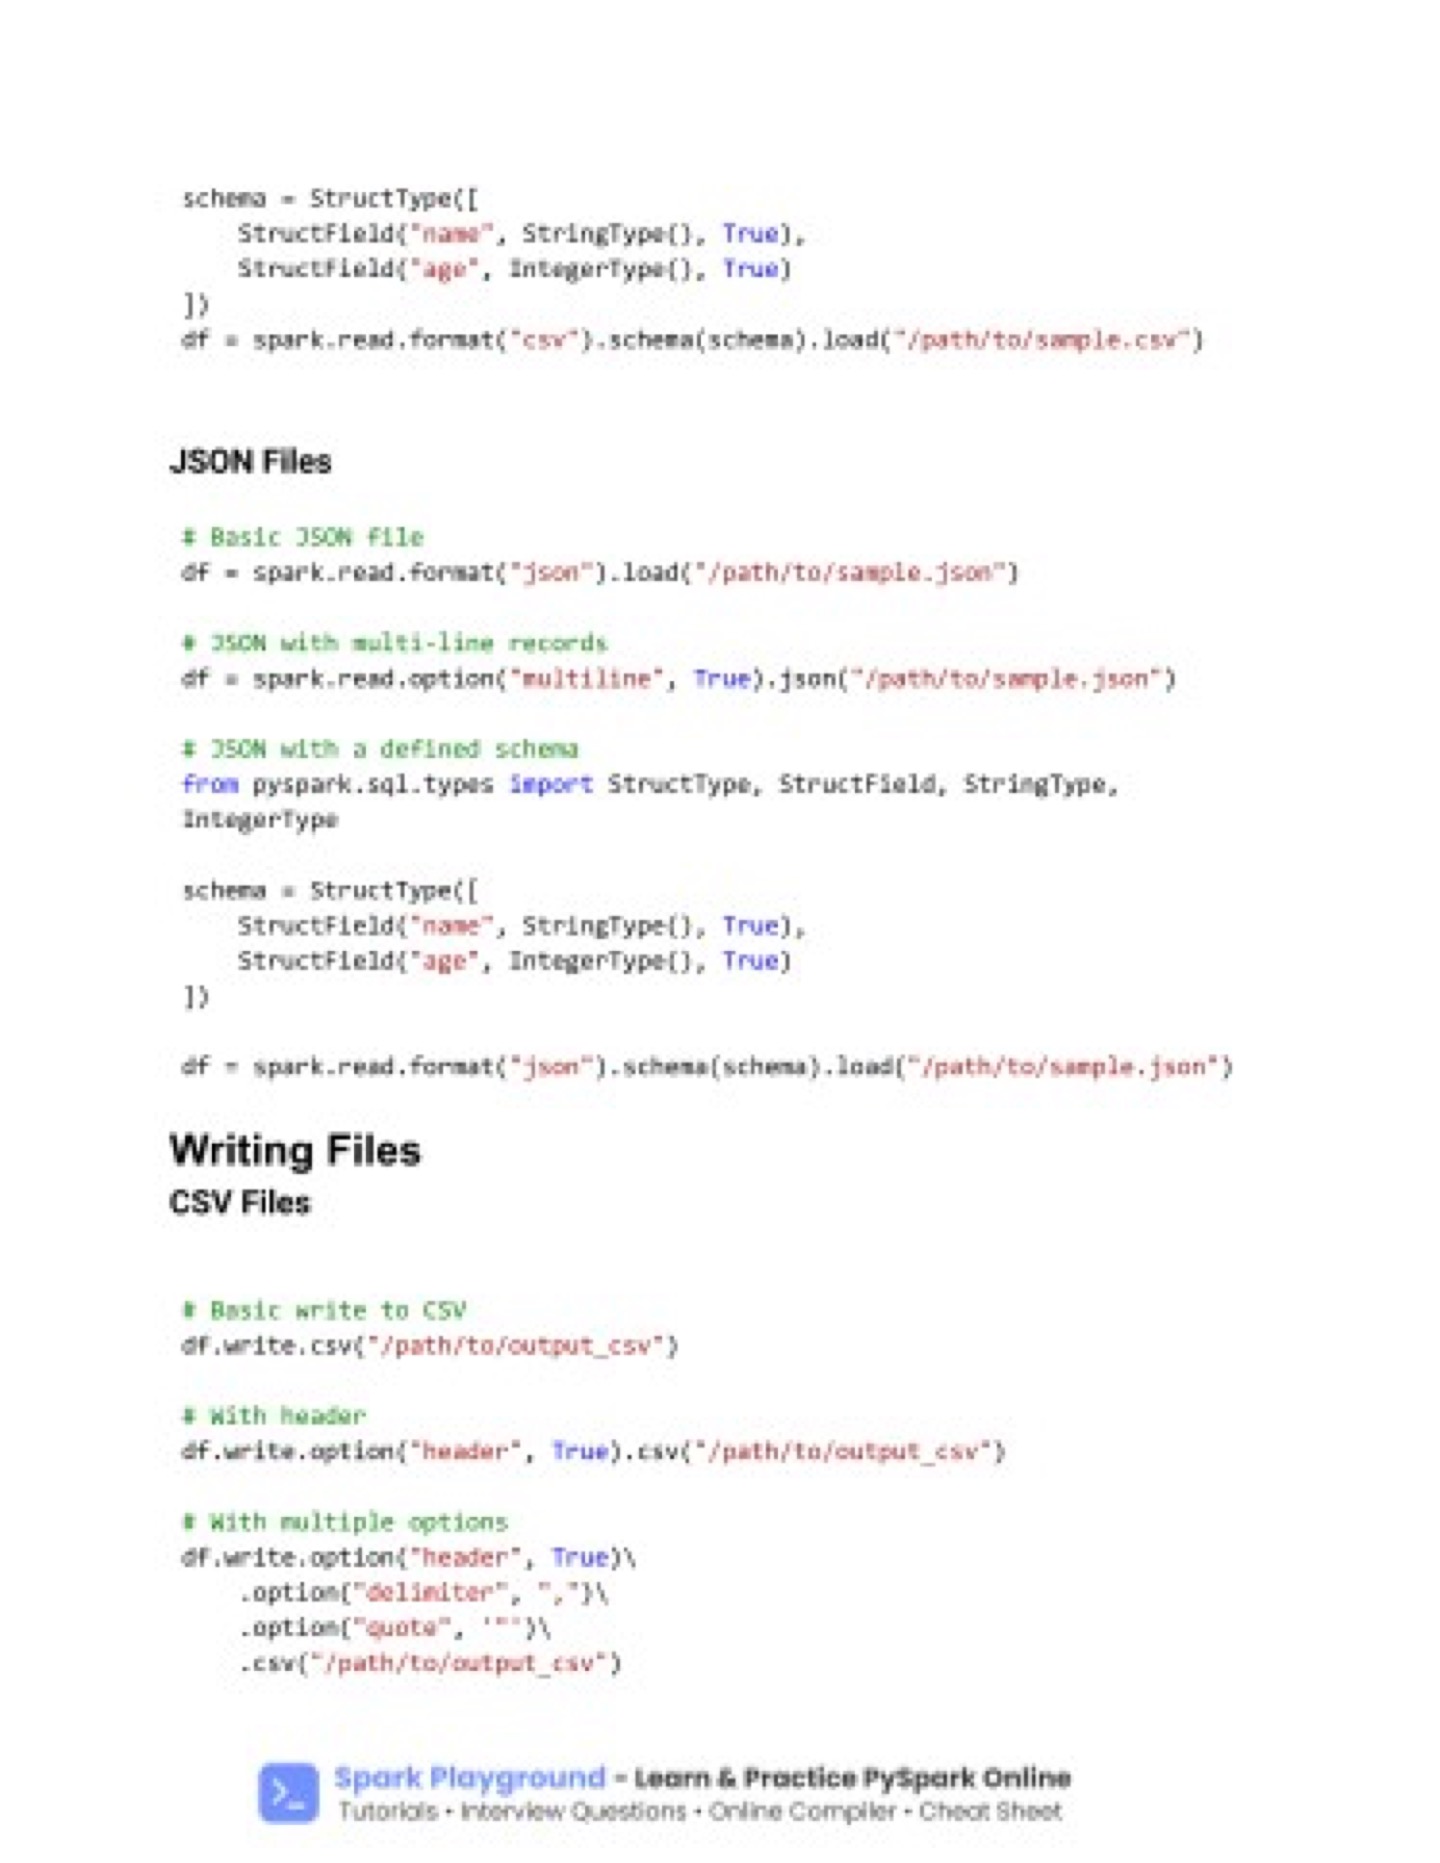 schema = StructType([
    StructField("name", StringType(), True),
    StructField("age", IntegerType(), True)
])
df = spark.read.format("csv").schema(schema).load("/path/to/sample.csv")
JSON Files
# Basic JSON file
df = spark.read.format("json").load("/path/to/sample.json")
# JSON with multi-line records
df = spark.read.option("multiline", True).json("/path/to/sample.json")
# JSON with a defined schema
from pyspark.sql.types import StructType, StructField, StringType,
IntegerType
schema = StructType([
    StructField("name", StringType(), True),
    StructField("age", IntegerType(), True)
])
df = spark.read.format("json").schema(schema).load("/path/to/sample.json")
Writing Files
CSV Files
# Basic write to CSV
df.write.csv("/path/to/output_csv")
# With header
df.write.option("header", True).csv("/path/to/output_csv")
# With multiple options
df.write.option("header", True)\
    .option("delimiter", ",")\
    .option("quote", '"')\
    .csv("/path/to/output_csv")
Spark Playground - Learn & Practice PySpark Online
Tutorials • Interview Questions • Online Compiler • Cheat Sheet